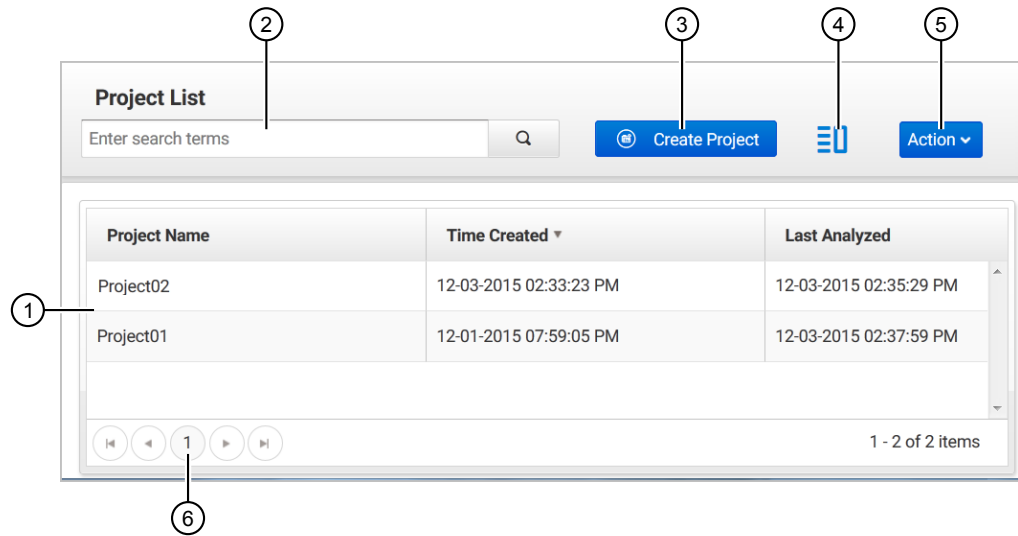 2 3 4 5
Project List
Enter search terms Create Project Action
Project Name Time Created Last Analyzed
Project02 12-03-2015 02:33:23 PM 12-03-2015 02:35:29 PM
1
Project01 12-01-2015 07:59:05 PM 12-03-2015 02:37:59 PM
1 1 - 2 of 2 items
6